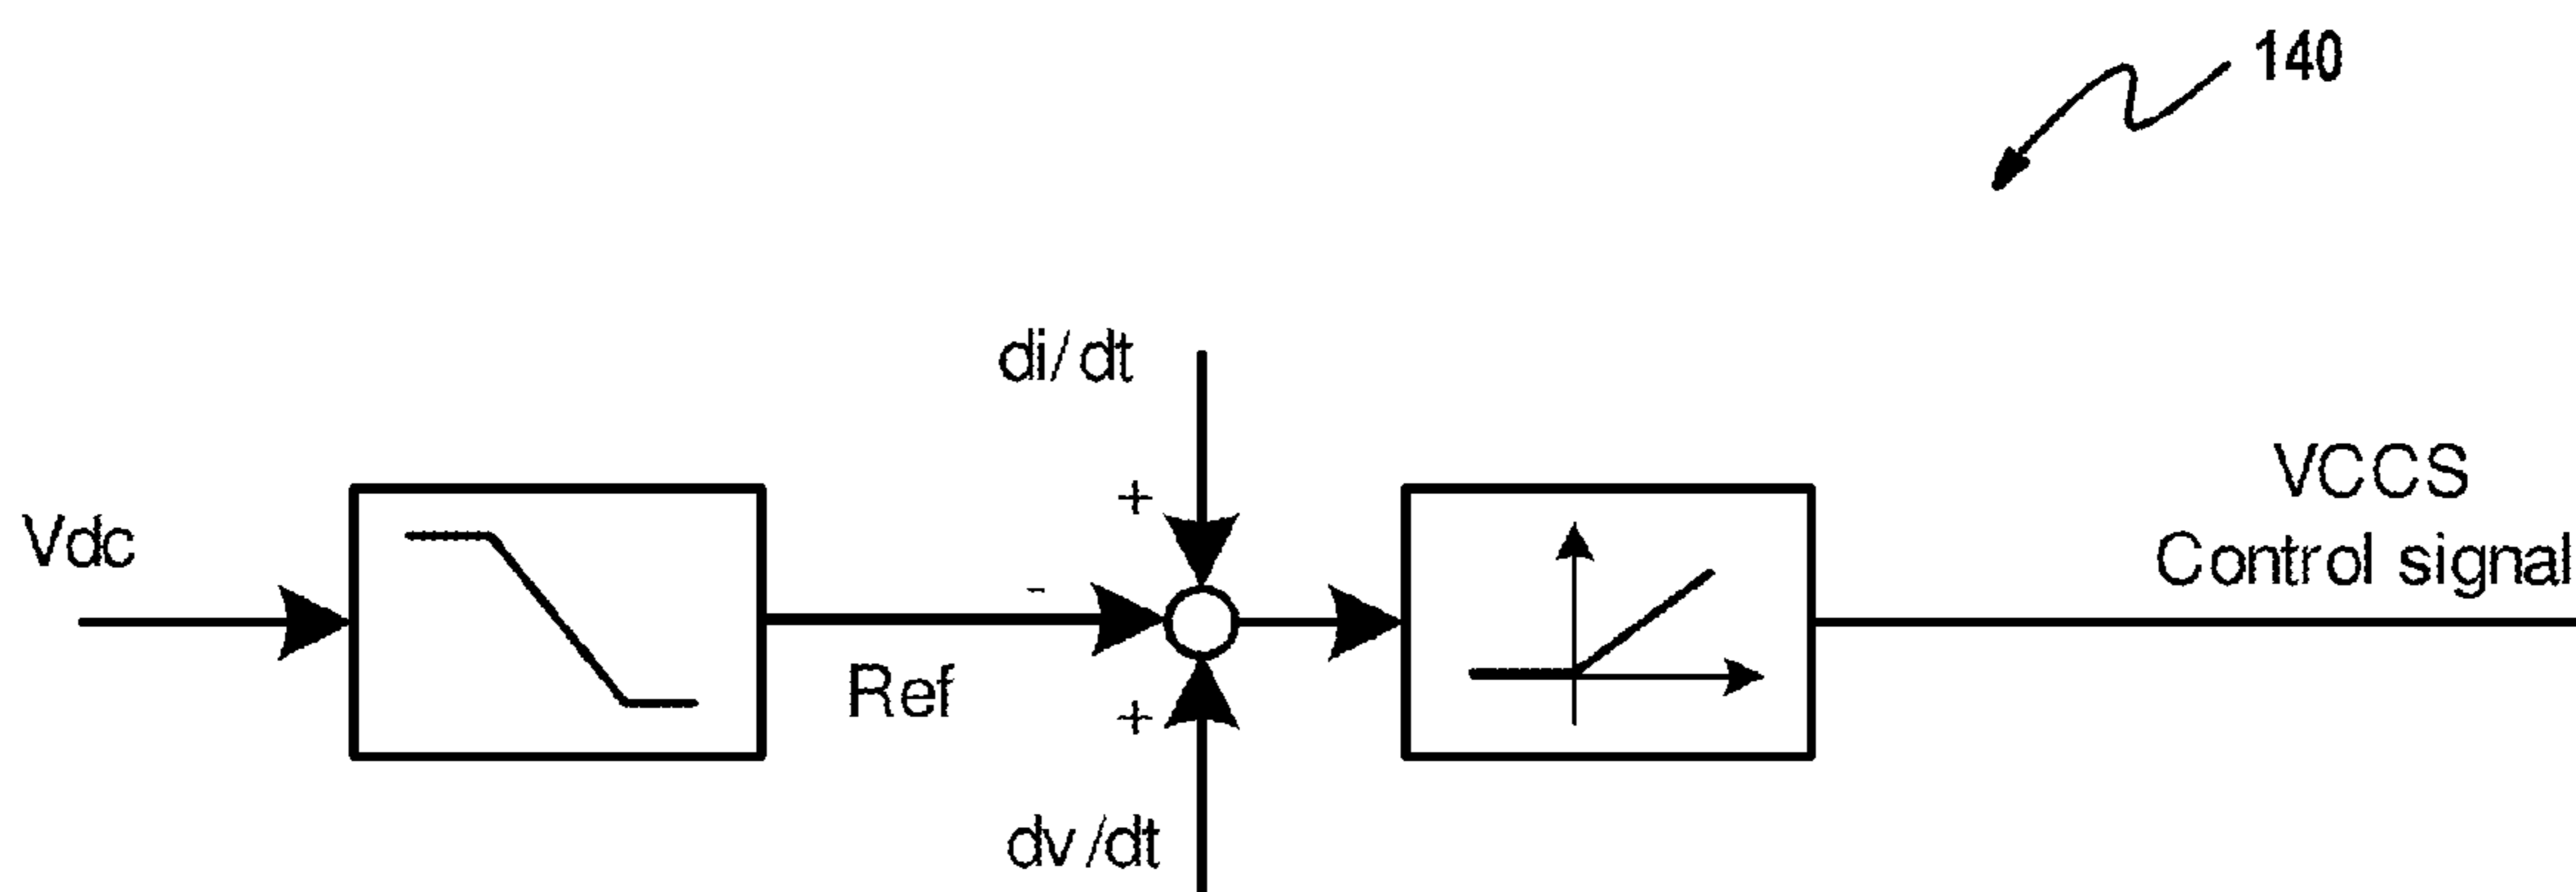 140
di/dt
+
VCCS
Control signal
Vdc
-
Ref
+
dv/dt